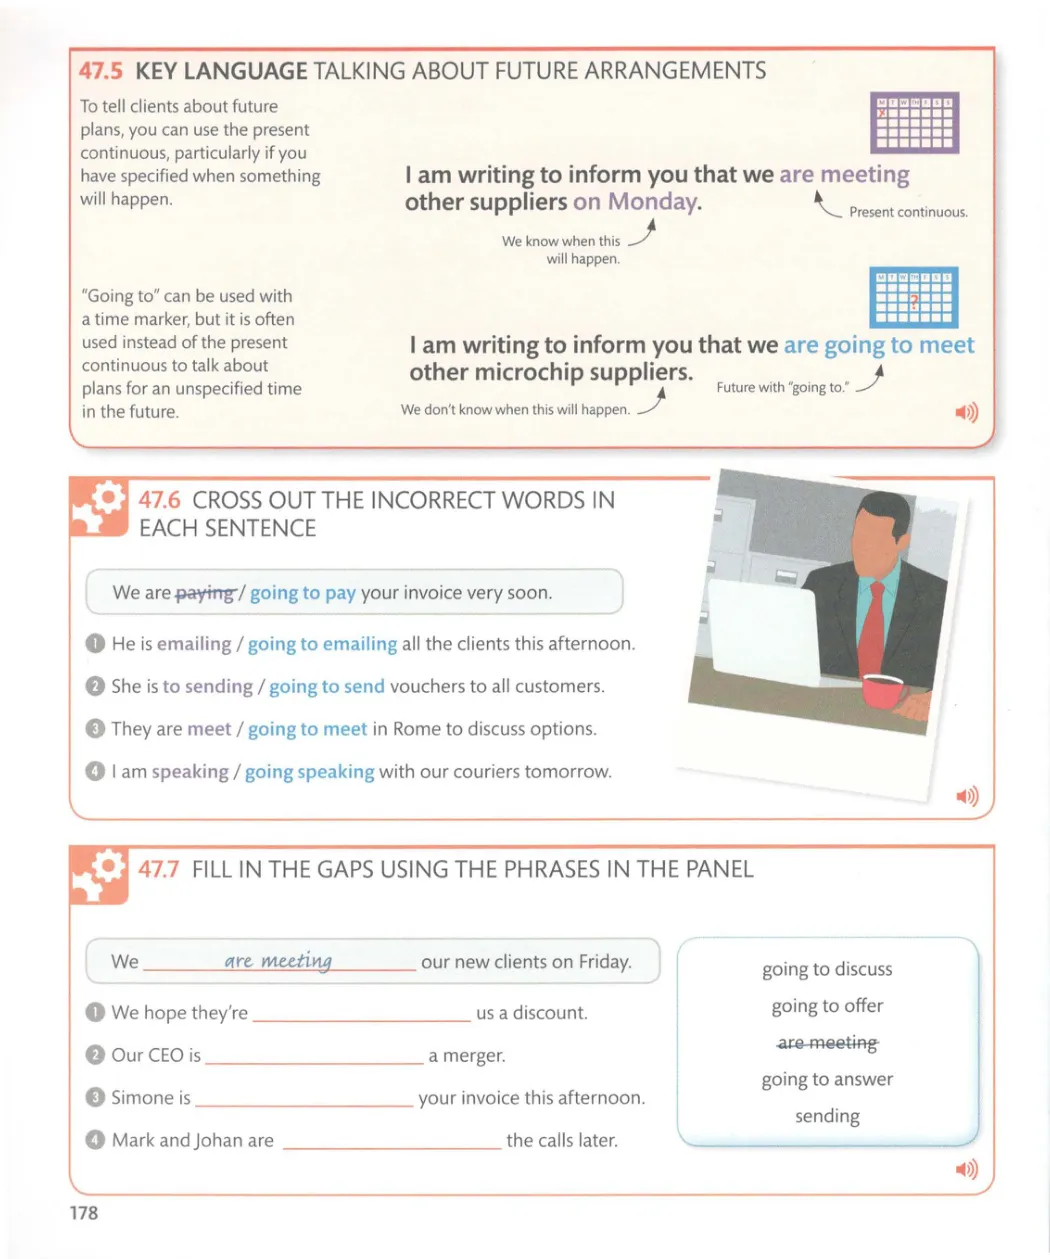 47.5 KEY LANGUAGE TALKING ABOUT FUTURE ARRANGEMENTS
To tell clients about future
plans, you can use the present
continuous, particularly if you
have specified when something
will happen.
M T W TH F S S
X
I am writing to inform you that we are meeting
other suppliers on Monday.
Present continuous.
We know when this
will happen.
"Going to" can be used with
a time marker, but it is often
used instead of the present
continuous to talk about
plans for an unspecified time
in the future.
M T W TH F S S
?
I am writing to inform you that we are going to meet
other microchip suppliers.
Future with "going to."
We don't know when this will happen.
47.6 CROSS OUT THE INCORRECT WORDS IN
EACH SENTENCE
We are paying / going to pay your invoice very soon.
1 He is emailing / going to emailing all the clients this afternoon.
2 She is to sending / going to send vouchers to all customers.
3 They are meet / going to meet in Rome to discuss options.
4 I am speaking / going speaking with our couriers tomorrow.
47.7 FILL IN THE GAPS USING THE PHRASES IN THE PANEL
We are meeting our new clients on Friday.
1 We hope they're ____ us a discount.
2 Our CEO is ____ a merger.
3 Simone is ____ your invoice this afternoon.
4 Mark and Johan are ____ the calls later.
going to discuss
going to offer
are meeting
going to answer
sending
178